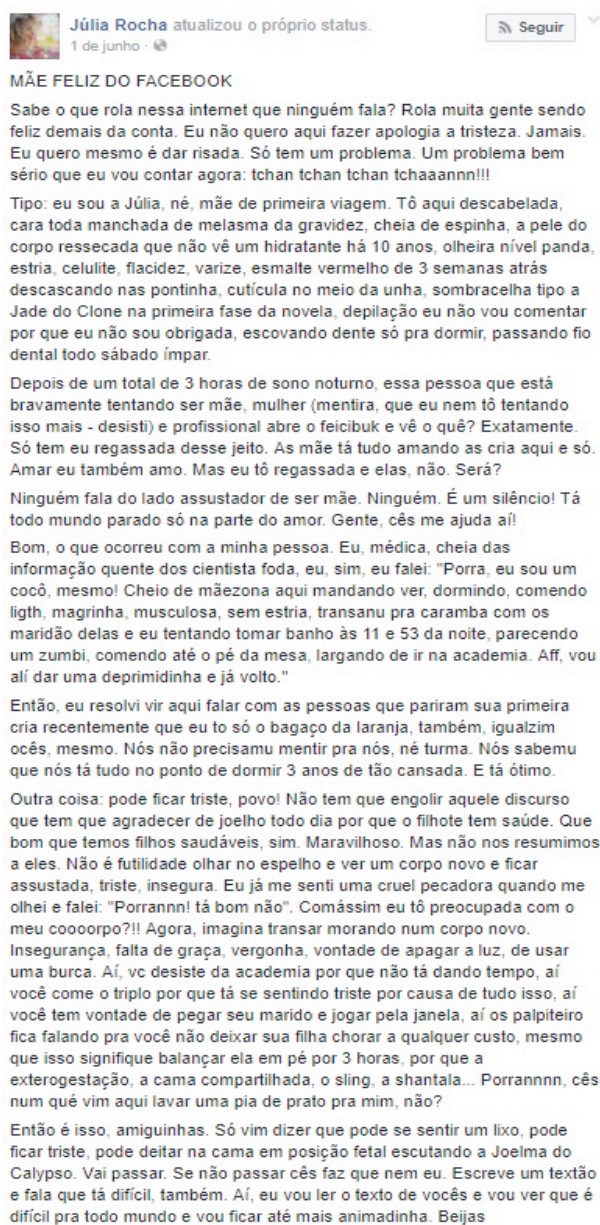 Júlia Rocha atualizou o próprio status.
Seguir
1 de junho ·
MÃE FELIZ DO FACEBOOK
Sabe o que rola nessa internet que ninguém fala? Rola muita gente sendo
feliz demais da conta. Eu não quero aqui fazer apologia a tristeza. Jamais.
Eu quero mesmo é dar risada. Só tem um problema. Um problema bem
sério que eu vou contar agora: tchan tchan tchan tchaaannn!!!
Tipo: eu sou a Júlia, né, mãe de primeira viagem. Tô aqui descabelada,
cara toda manchada de melasma da gravidez, cheia de espinha, a pele do
corpo ressecada que não vê um hidratante há 10 anos, olheira nível panda,
estria, celulite, flacidez, varize, esmalte vermelho de 3 semanas atrás
descascando nas pontinha, cutícula no meio da unha, sombracelha tipo a
Jade do Clone na primeira fase da novela, depilação eu não vou comentar
por que eu não sou obrigada, escovando dente só pra dormir, passando fio
dental todo sábado ímpar.
Depois de um total de 3 horas de sono noturno, essa pessoa que está
bravamente tentando ser mãe, mulher (mentira, que eu nem tô tentando
isso mais - desisti) e profissional abre o feicibuk e vê o quê? Exatamente.
Só tem eu regassada desse jeito. As mãe tá tudo amando as cria aqui e só.
Amar eu também amo. Mas eu tô regassada e elas, não. Será?
Ninguém fala do lado assustador de ser mãe. Ninguém. É um silêncio! Tá
todo mundo parado só na parte do amor. Gente, cês me ajuda aí!
Bom, o que ocorreu com a minha pessoa. Eu, médica, cheia das
informação quente dos cientista foda, eu, sim, eu falei: "Porra, eu sou um
cocô, mesmo! Cheio de mãezona aqui mandando ver, dormindo, comendo
ligth, magrinha, musculosa, sem estria, transanu pra caramba com os
maridão delas e eu tentando tomar banho às 11 e 53 da noite, parecendo
um zumbi, comendo até o pé da mesa, largando de ir na academia. Aff, vou
alí dar uma deprimidinha e já volto."
Então, eu resolvi vir aqui falar com as pessoas que pariram sua primeira
cria recentemente que eu to só o bagaço da laranja, também, igualzim
ocês, mesmo. Nós não precisamu mentir pra nós, né turma. Nós sabemu
que nós tá tudo no ponto de dormir 3 anos de tão cansada. E tá ótimo.
Outra coisa: pode ficar triste, povo! Não tem que engolir aquele discurso
que tem que agradecer de joelho todo dia por que o filhote tem saúde. Que
bom que temos filhos saudáveis, sim. Maravilhoso. Mas não nos resumimos
a eles. Não é futilidade olhar no espelho e ver um corpo novo e ficar
assustada, triste, insegura. Eu já me senti uma cruel pecadora quando me
olhei e falei: "Porrannn! tá bom não". Comássim eu tô preocupada com o
meu coooorpo?!! Agora, imagina transar morando num corpo novo.
Insegurança, falta de graça, vergonha, vontade de apagar a luz, de usar
uma burca. Aí, vc desiste da academia por que não tá dando tempo, aí
você come o triplo por que tá se sentindo triste por causa de tudo isso, aí
você tem vontade de pegar seu marido e jogar pela janela, aí os palpiteiro
fica falando pra você não deixar sua filha chorar a qualquer custo, mesmo
que isso signifique balançar ela em pé por 3 horas, por que a
exterogestação, a cama compartilhada, o sling, a shantala... Porrannnn, cês
num qué vim aqui lavar uma pia de prato pra mim, não?
Então é isso, amiguinhas. Só vim dizer que pode se sentir um lixo, pode
ficar triste, pode deitar na cama em posição fetal escutando a Joelma do
Calypso. Vai passar. Se não passar cês faz que nem eu. Escreve um textão
e fala que tá difícil, também. Aí, eu vou ler o texto de vocês e vou ver que é
difícil pra todo mundo e vou ficar até mais animadinha. Beijas